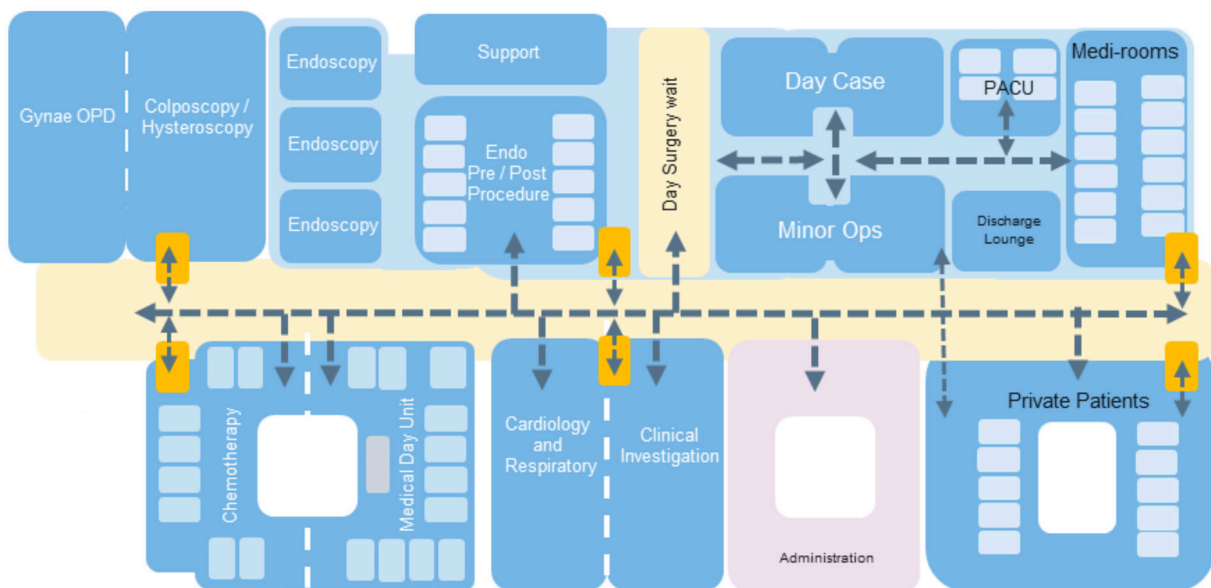 Gynae OPD
Colposcopy /
Hysteroscopy
Endoscopy
Endoscopy
Endoscopy
Support
Endo
Pre / Post
Procedure
Day Surgery wait
Day Case
Minor Ops
PACU
Discharge
Lounge
Medi-rooms
Chemotherapy
Medical Day Unit
Cardiology
and
Respiratory
Clinical
Investigation
Administration
Private Patients